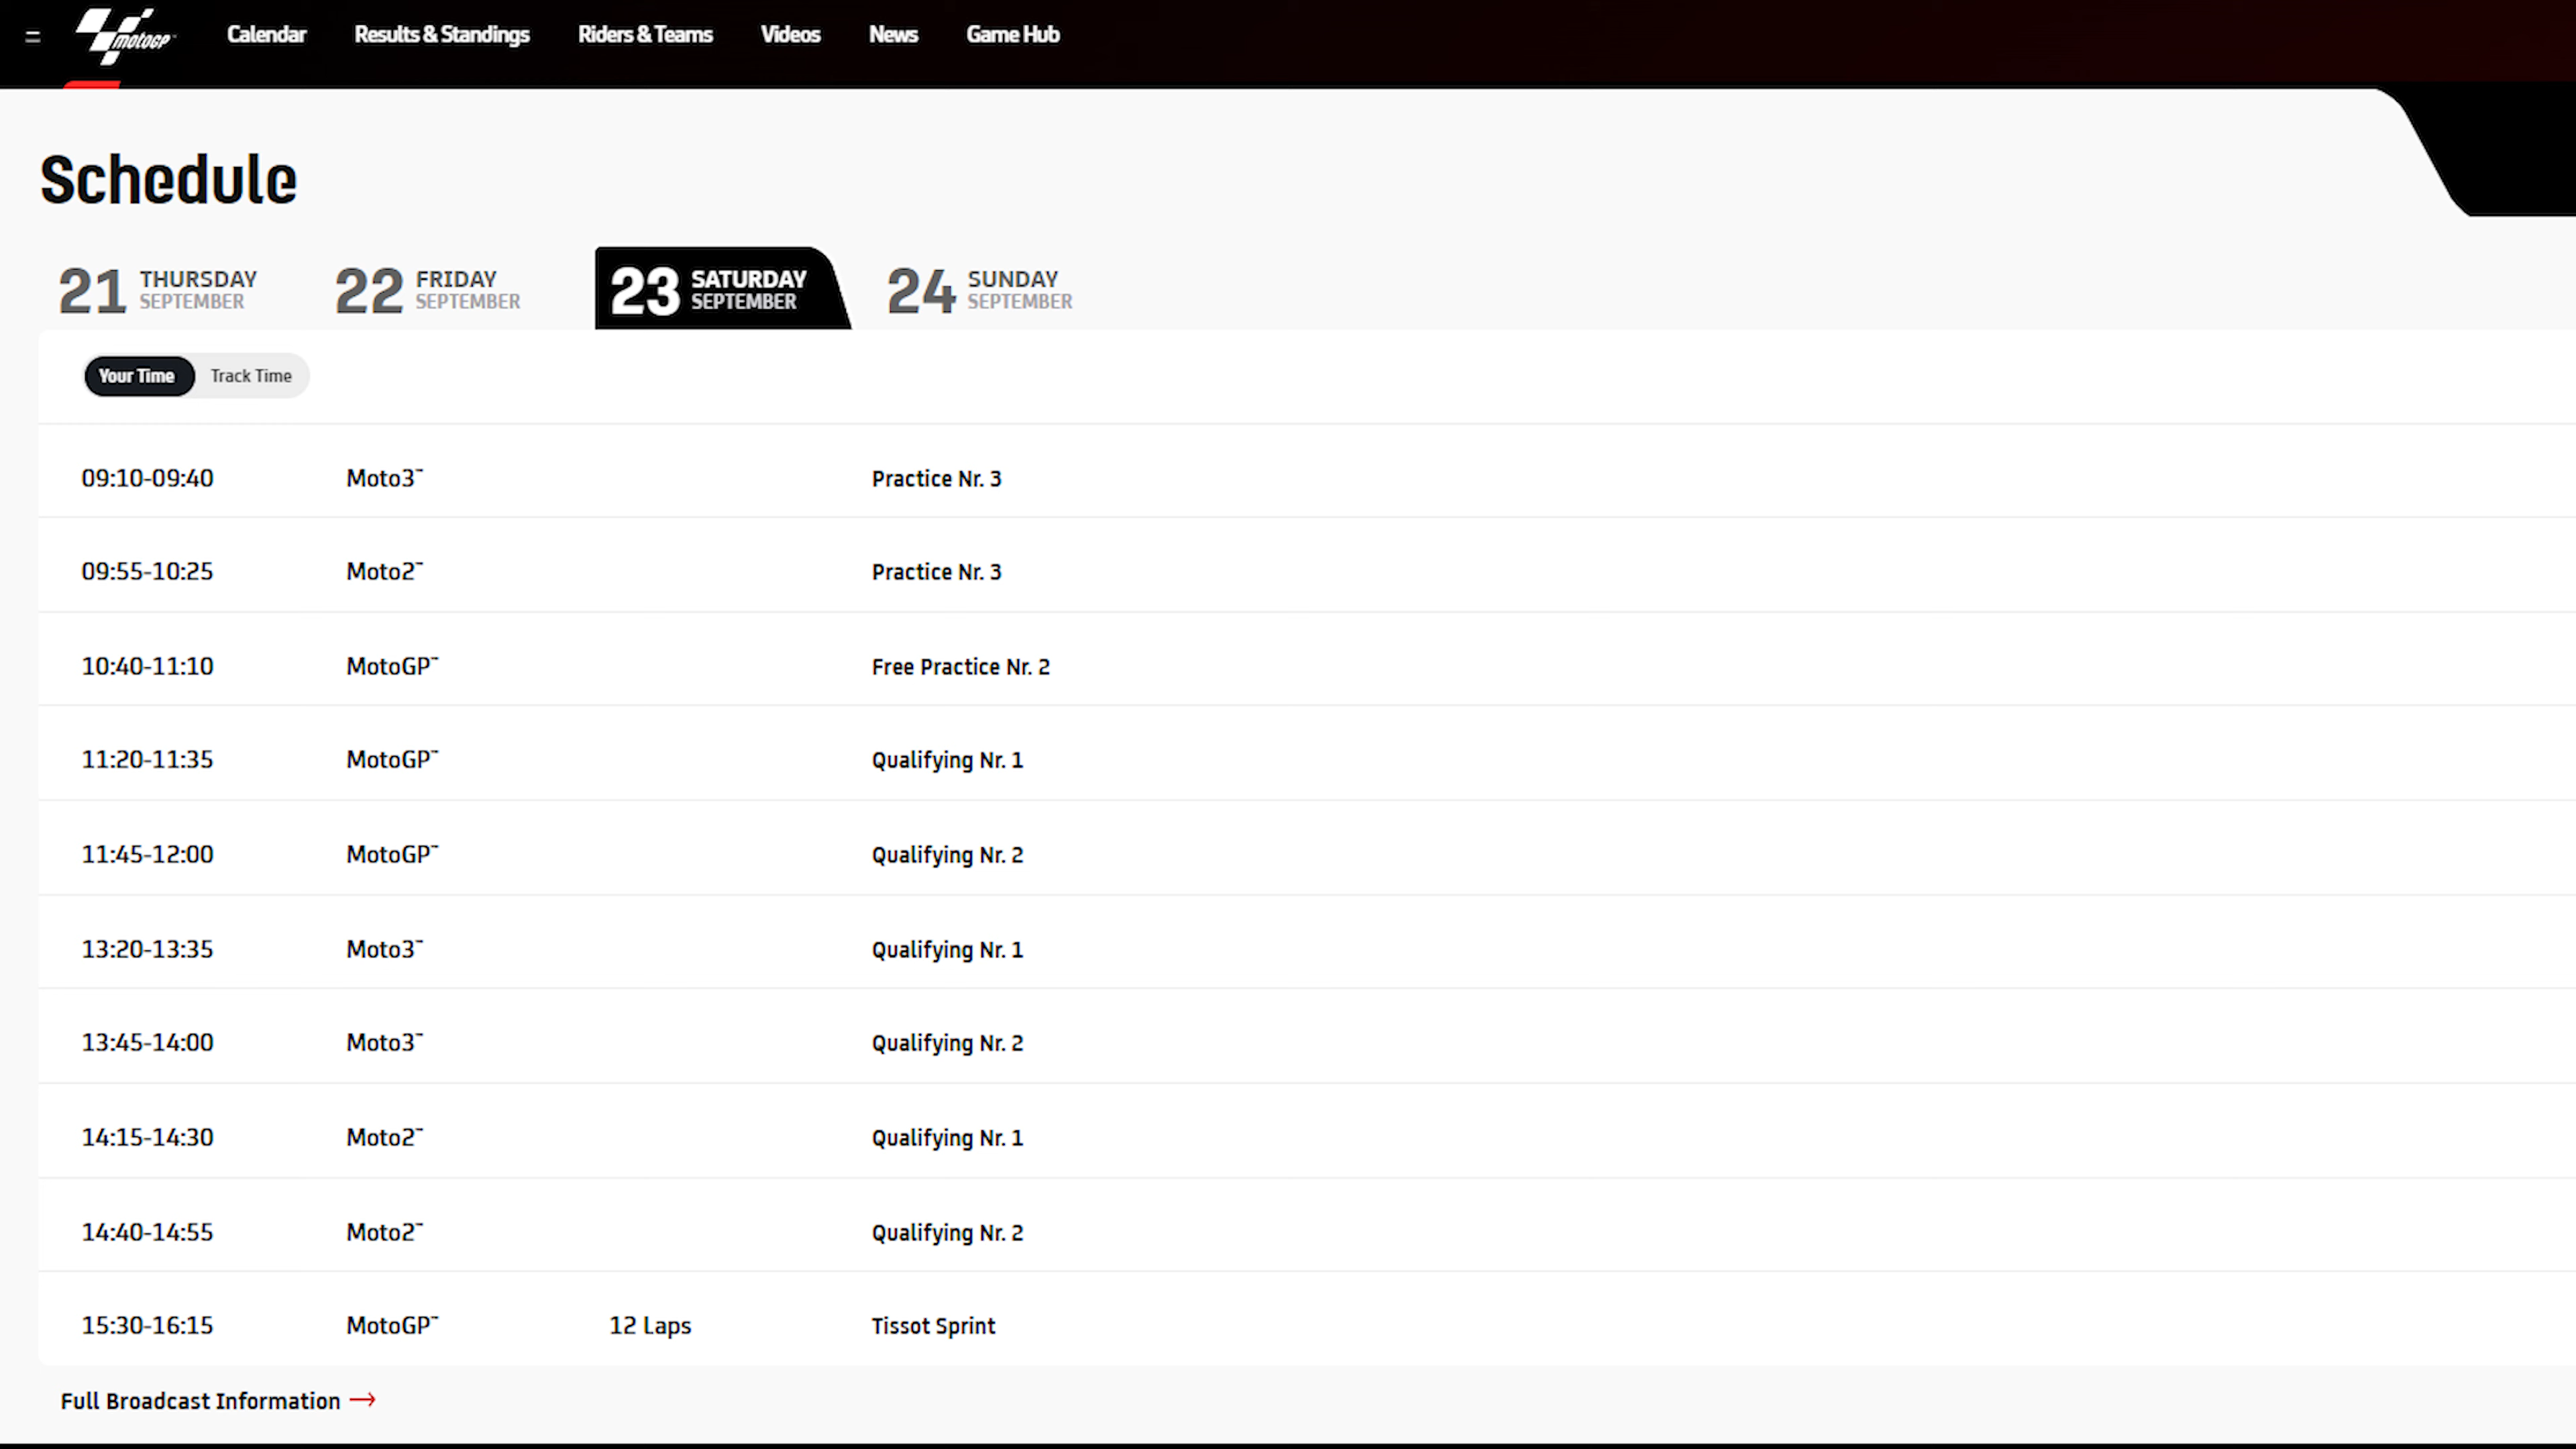 motoGP™ Calendar Results & Standings Riders & Teams Videos News Game Hub
Schedule
21 THURSDAY SEPTEMBER
22 FRIDAY SEPTEMBER
23 SATURDAY SEPTEMBER
24 SUNDAY SEPTEMBER
Your Time Track Time
09:10-09:40 Moto3™ Practice Nr. 3
09:55-10:25 Moto2™ Practice Nr. 3
10:40-11:10 MotoGP™ Free Practice Nr. 2
11:20-11:35 MotoGP™ Qualifying Nr. 1
11:45-12:00 MotoGP™ Qualifying Nr. 2
13:20-13:35 Moto3™ Qualifying Nr. 1
13:45-14:00 Moto3™ Qualifying Nr. 2
14:15-14:30 Moto2™ Qualifying Nr. 1
14:40-14:55 Moto2™ Qualifying Nr. 2
15:30-16:15 MotoGP™ 12 Laps Tissot Sprint
Full Broadcast Information →